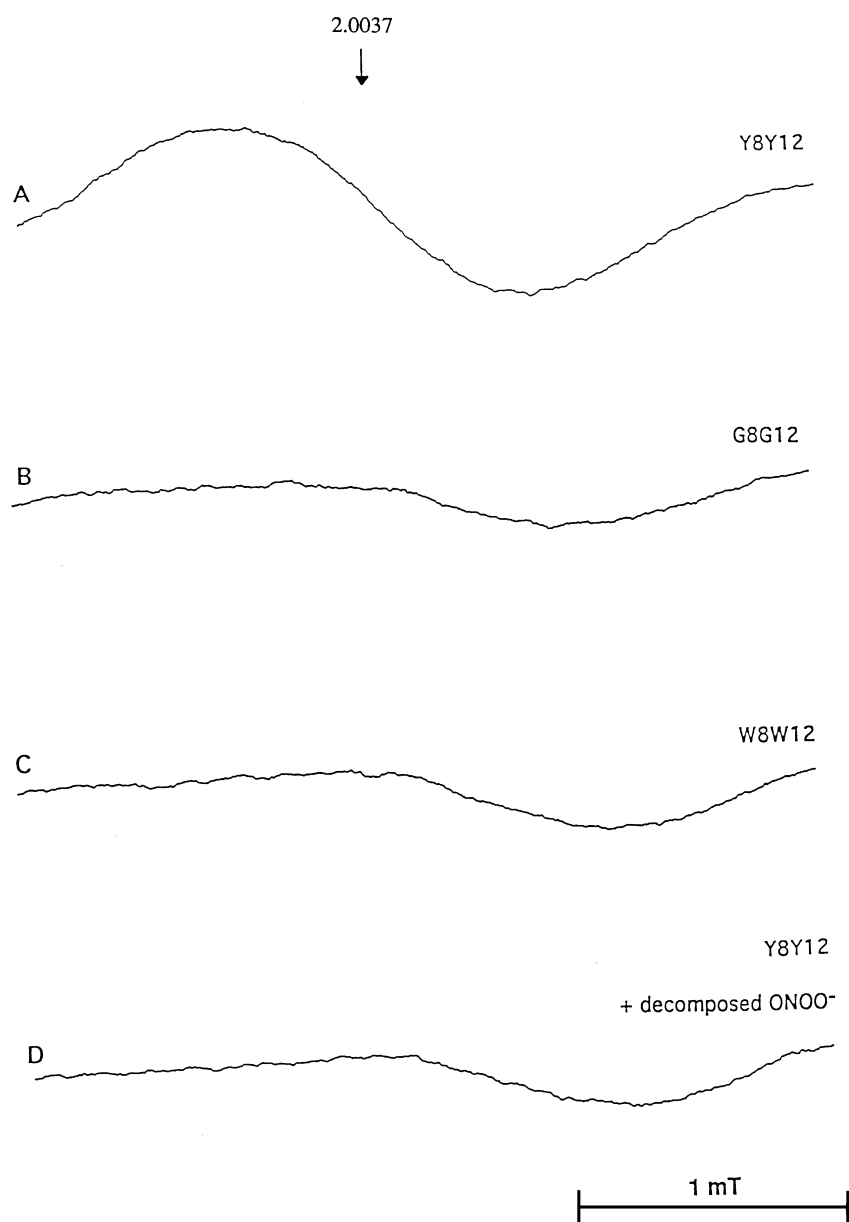 2.0037
Y8Y12
A
G8G12
B
W8W12
C
Y8Y12
+ decomposed ONOO⁻
D
1 mT